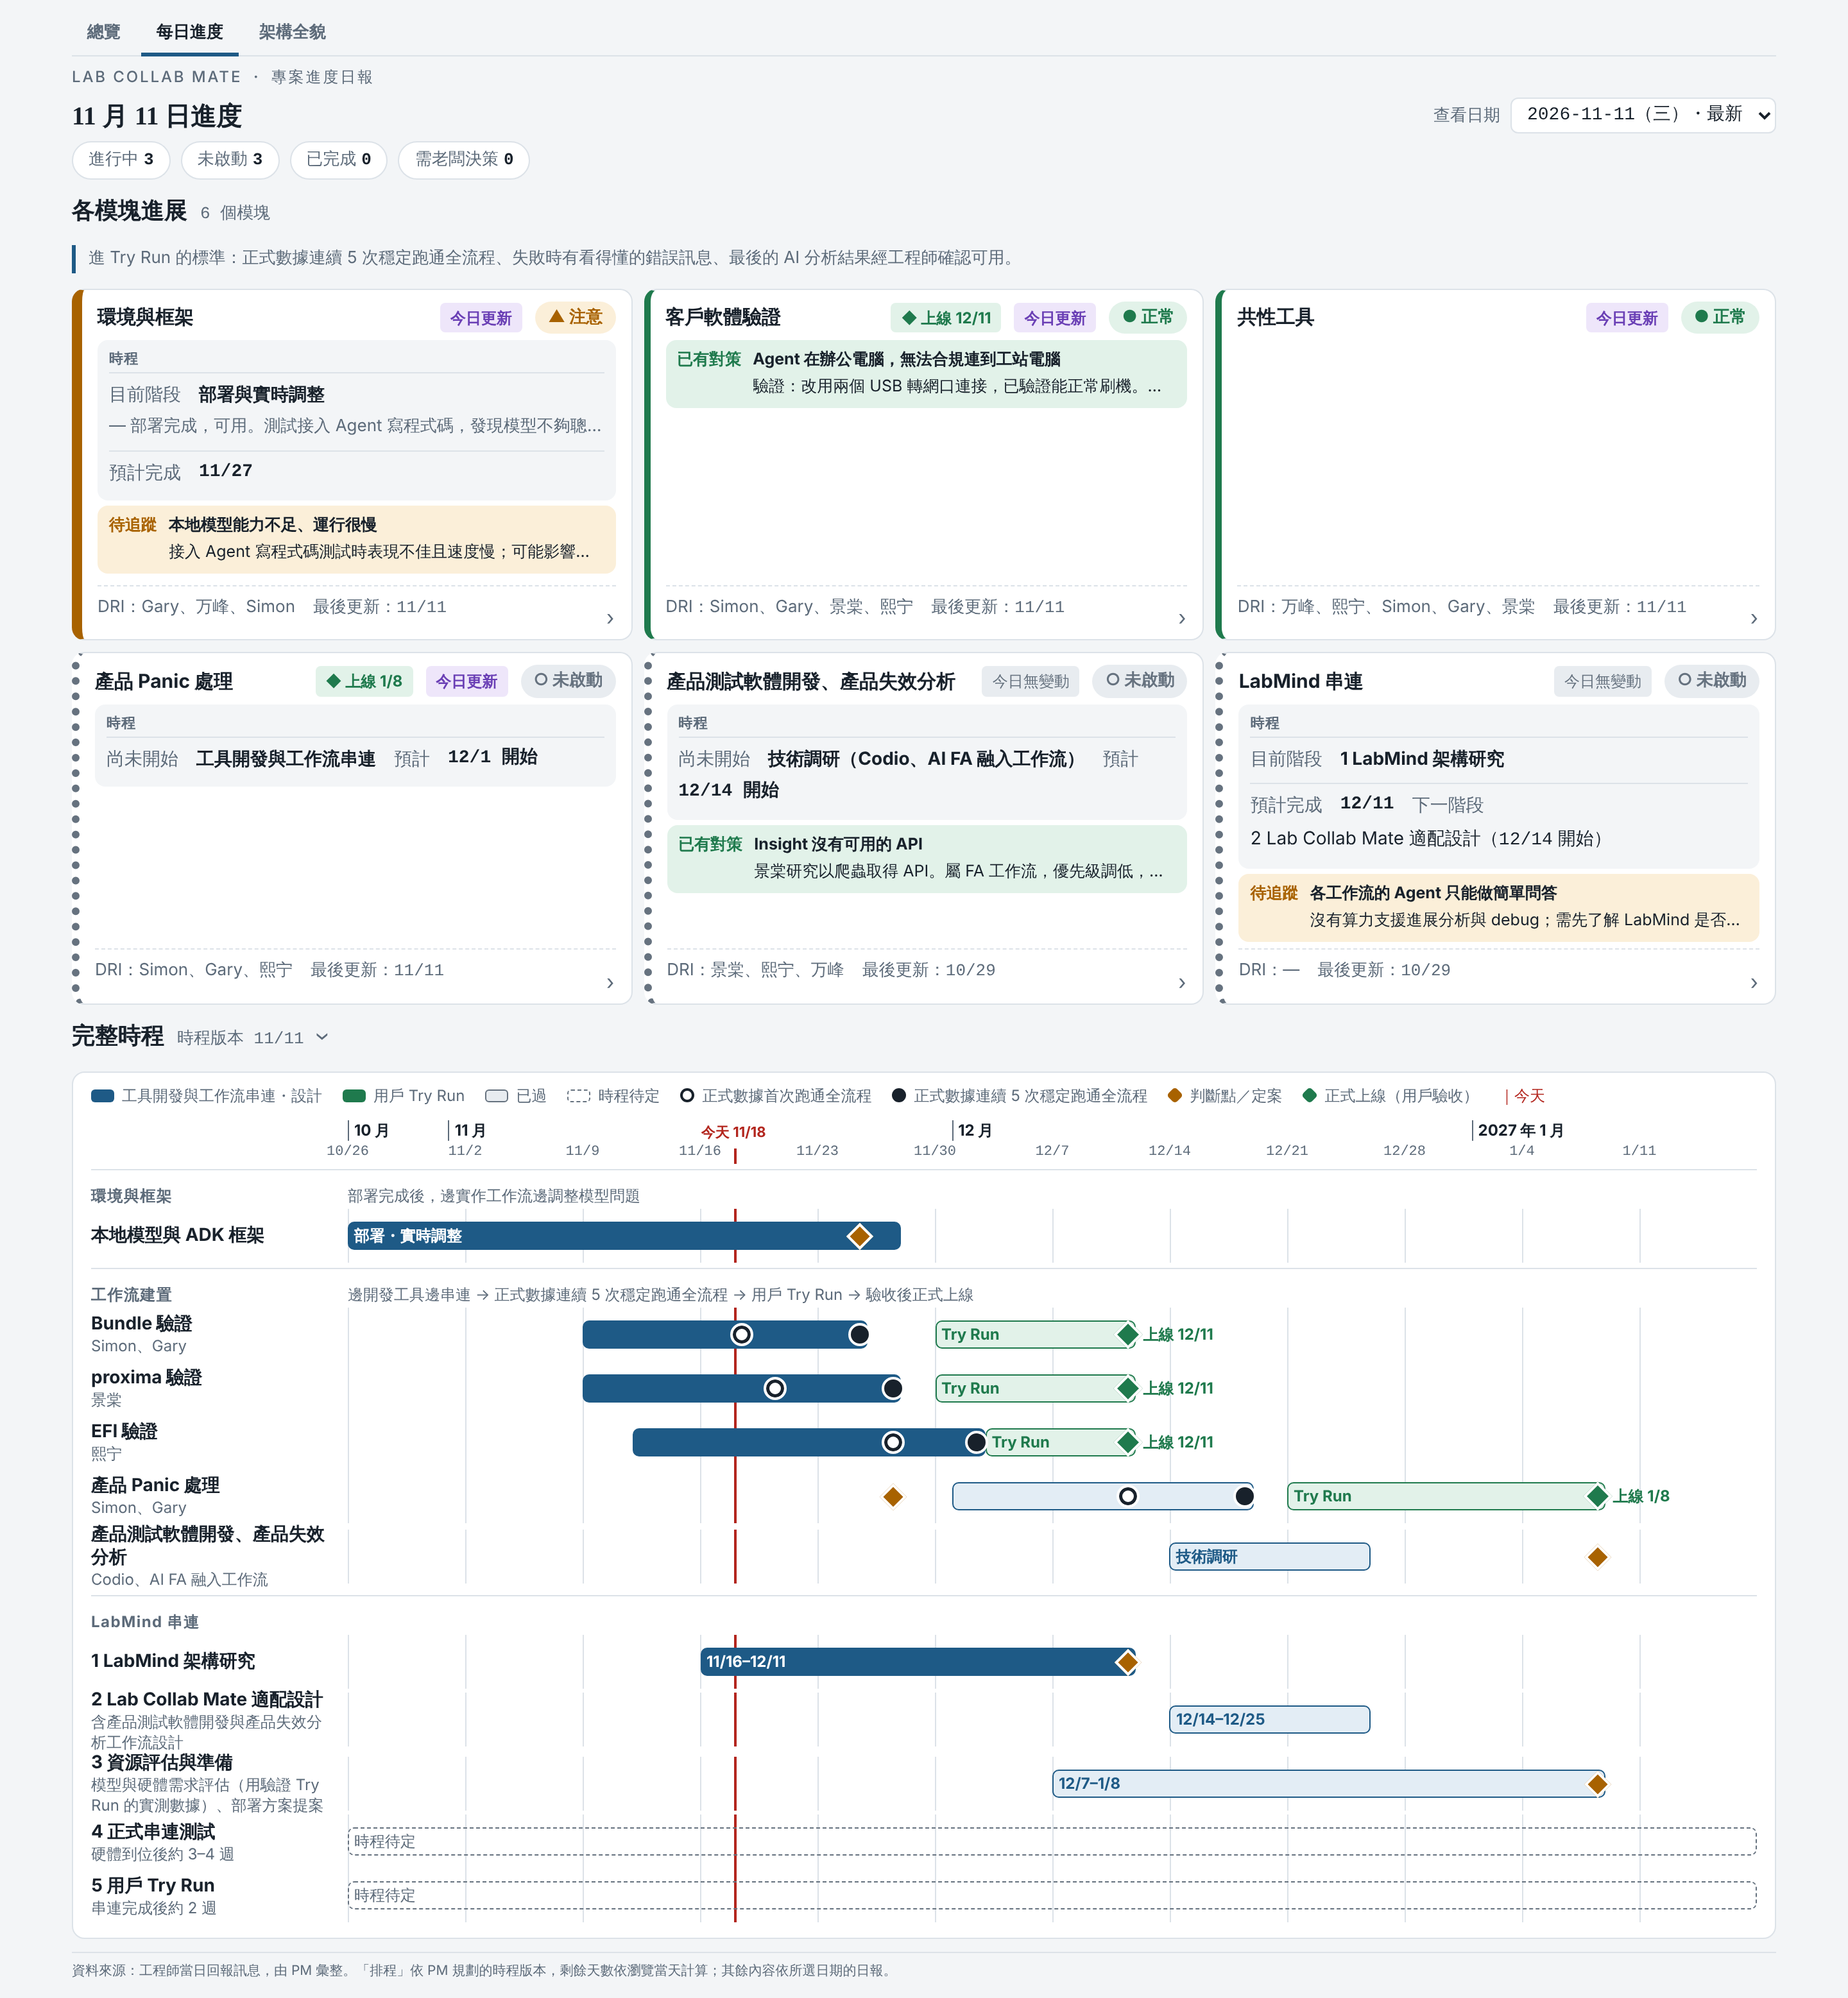 總覽 每日進度 架構全貌
LAB COLLAB MATE · 專案進度日報
11 月 11 日進度
查看日期 2026-11-11（三）·最新
進行中 3 未啟動 3 已完成 0 需老闆決策 0
各模塊進展 6 個模塊
進 Try Run 的標準：正式數據連續 5 次穩定跑通全流程、失敗時有看得懂的錯誤訊息、最後的 AI 分析結果經工程師確認可用。
環境與框架 今日更新 ▲ 注意
時程
目前階段 部署與實時調整
— 部署完成，可用。測試接入 Agent 寫程式碼，發現模型不夠聰...
預計完成 11/27
待追蹤 本地模型能力不足、運行很慢
接入 Agent 寫程式碼測試時表現不佳且速度慢；可能影響...
DRI：Gary、万峰、Simon 最後更新：11/11 ›
客戶軟體驗證 ◆ 上線 12/11 今日更新 ● 正常
已有對策 Agent 在辦公電腦，無法合規連到工站電腦
驗證：改用兩個 USB 轉網口連接，已驗證能正常刷機。...
DRI：Simon、Gary、景棠、熙宁 最後更新：11/11 ›
共性工具 今日更新 ● 正常
DRI：万峰、熙宁、Simon、Gary、景棠 最後更新：11/11 ›
產品 Panic 處理 ◆ 上線 1/8 今日更新 ○ 未啟動
時程
尚未開始 工具開發與工作流串連 預計 12/1 開始
DRI：Simon、Gary、熙宁 最後更新：11/11 ›
產品測試軟體開發、產品失效分析 今日無變動 ○ 未啟動
時程
尚未開始 技術調研（Codio、AI FA 融入工作流） 預計
12/14 開始
已有對策 Insight 沒有可用的 API
景棠研究以爬蟲取得 API。屬 FA 工作流，優先級調低，...
DRI：景棠、熙宁、万峰 最後更新：10/29 ›
LabMind 串連 今日無變動 ○ 未啟動
時程
目前階段 1 LabMind 架構研究
預計完成 12/11 下一階段
2 Lab Collab Mate 適配設計（12/14 開始）
待追蹤 各工作流的 Agent 只能做簡單問答
沒有算力支援進展分析與 debug；需先了解 LabMind 是否...
DRI：— 最後更新：10/29 ›
完整時程 時程版本 11/11
工具開發與工作流串連·設計 用戶 Try Run 已過 時程待定 正式數據首次跑通全流程 正式數據連續 5 次穩定跑通全流程 判斷點／定案 正式上線（用戶驗收） ｜今天
10 月 11 月 今天 11/18 12 月 2027 年 1 月
10/26 11/2 11/9 11/16 11/23 11/30 12/7 12/14 12/21 12/28 1/4 1/11
環境與框架 部署完成後，邊實作工作流邊調整模型問題
本地模型與 ADK 框架 部署·實時調整
工作流建置 邊開發工具邊串連 → 正式數據連續 5 次穩定跑通全流程 → 用戶 Try Run → 驗收後正式上線
Bundle 驗證 Try Run 上線 12/11
Simon、Gary
proxima 驗證 Try Run 上線 12/11
景棠
EFI 驗證 Try Run 上線 12/11
熙宁
產品 Panic 處理 Try Run 上線 1/8
Simon、Gary
產品測試軟體開發、產品失效
分析 技術調研
Codio、AI FA 融入工作流
LabMind 串連
1 LabMind 架構研究 11/16–12/11
2 Lab Collab Mate 適配設計 12/14–12/25
含產品測試軟體開發與產品失效分
析工作流設計
3 資源評估與準備
模型與硬體需求評估（用驗證 Try 12/7–1/8
Run 的實測數據）、部署方案提案
4 正式串連測試 時程待定
硬體到位後約 3–4 週
5 用戶 Try Run 時程待定
串連完成後約 2 週
資料來源：工程師當日回報訊息，由 PM 彙整。「排程」依 PM 規劃的時程版本，剩餘天數依瀏覽當天計算；其餘內容依所選日期的日報。